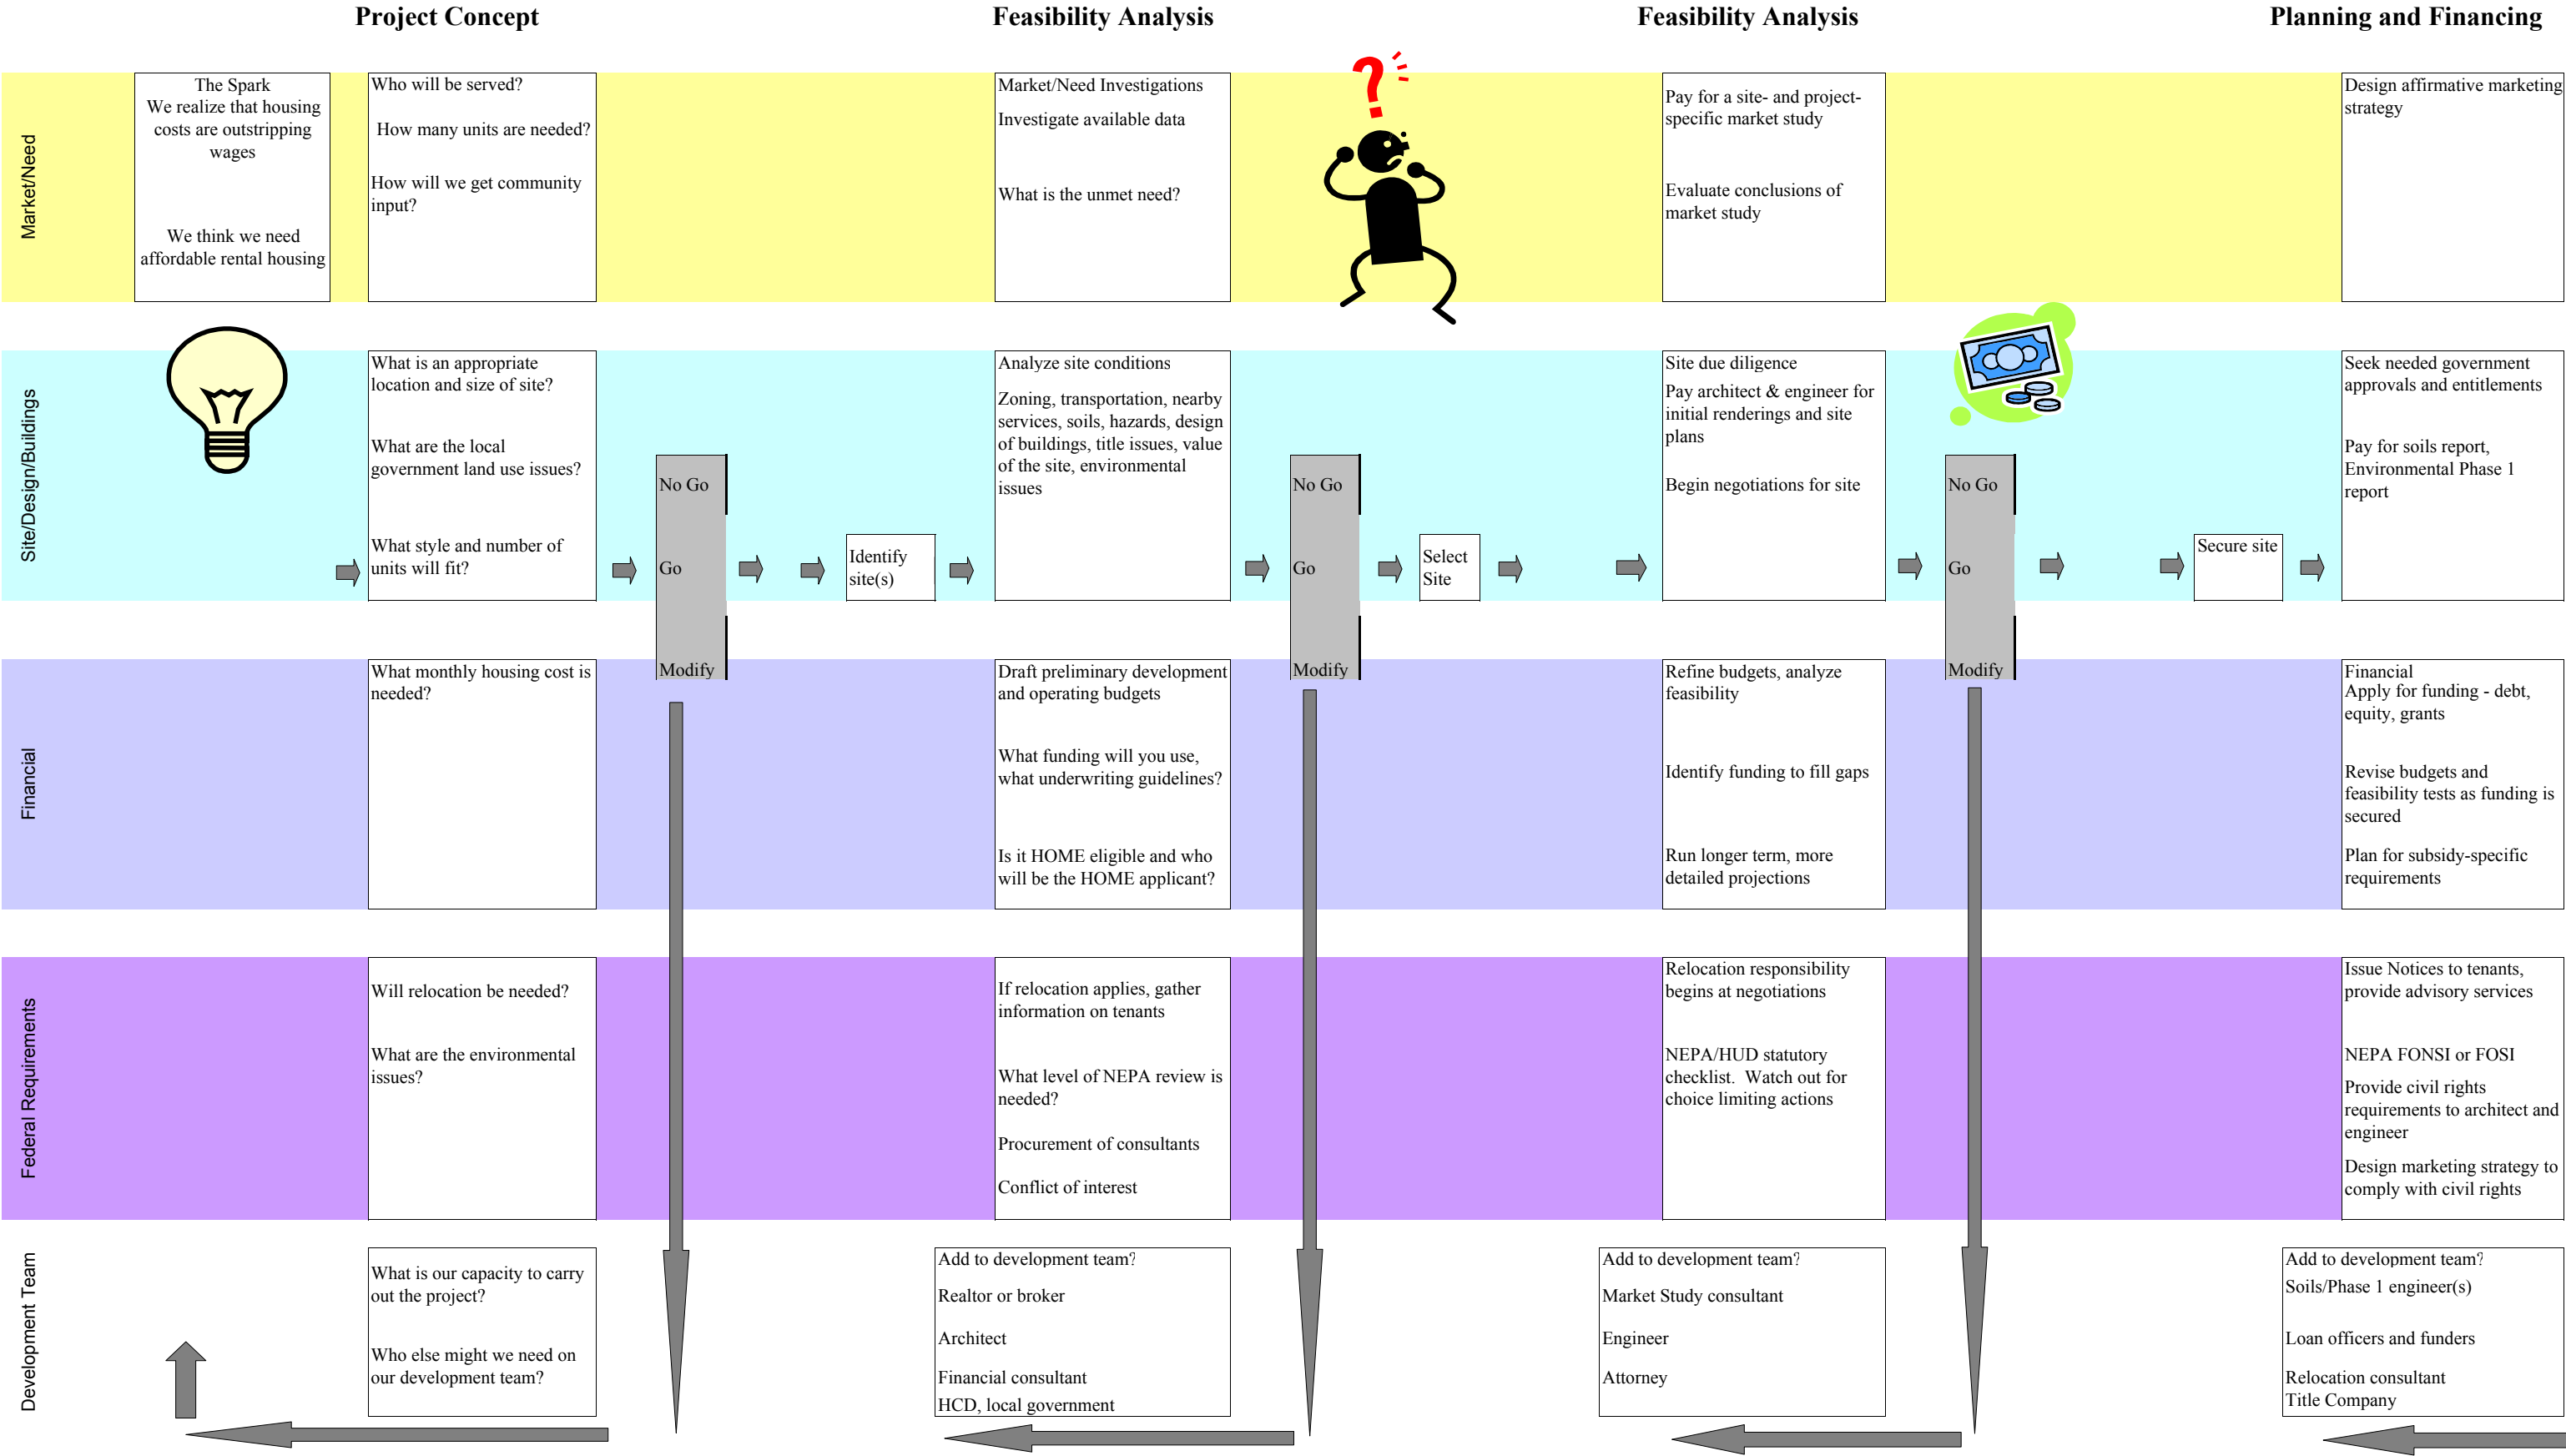 Project Concept
Feasibility Analysis
Feasibility Analysis
Planning and Financing
Market/Need
The Spark
We realize that housing
costs are outstripping
wages
We think we need
affordable rental housing
Who will be served?
How many units are needed?
How will we get community
input?
Market/Need Investigations
Investigate available data
What is the unmet need?
?
Pay for a site- and project-
specific market study
Evaluate conclusions of
market study
Design affirmative marketing
strategy
Site/Design/Buildings
What is an appropriate
location and size of site?
What are the local
government land use issues?
What style and number of
units will fit?
No Go
Go
Modify
Identify
site(s)
Analyze site conditions
Zoning, transportation, nearby
services, soils, hazards, design
of buildings, title issues, value
of the site, environmental
issues
No Go
Go
Modify
Select
Site
Site due diligence
Pay architect & engineer for
initial renderings and site
plans
Begin negotiations for site
No Go
Go
Modify
Secure site
Seek needed government
approvals and entitlements
Pay for soils report,
Environmental Phase 1
report
Financial
What monthly housing cost is
needed?
Draft preliminary development
and operating budgets
What funding will you use,
what underwriting guidelines?
Is it HOME eligible and who
will be the HOME applicant?
Refine budgets, analyze
feasibility
Identify funding to fill gaps
Run longer term, more
detailed projections
Financial
Apply for funding - debt,
equity, grants
Revise budgets and
feasibility tests as funding is
secured
Plan for subsidy-specific
requirements
Federal Requirements
Will relocation be needed?
What are the environmental
issues?
If relocation applies, gather
information on tenants
What level of NEPA review is
needed?
Procurement of consultants
Conflict of interest
Relocation responsibility
begins at negotiations
NEPA/HUD statutory
checklist.  Watch out for
choice limiting actions
Issue Notices to tenants,
provide advisory services
NEPA FONSI or FOSI
Provide civil rights
requirements to architect and
engineer
Design marketing strategy to
comply with civil rights
Development Team
What is our capacity to carry
out the project?
Who else might we need on
our development team?
Add to development team?
Realtor or broker
Architect
Financial consultant
HCD, local government
Add to development team?
Market Study consultant
Engineer
Attorney
Add to development team?
Soils/Phase 1 engineer(s)
Loan officers and funders
Relocation consultant
Title Company